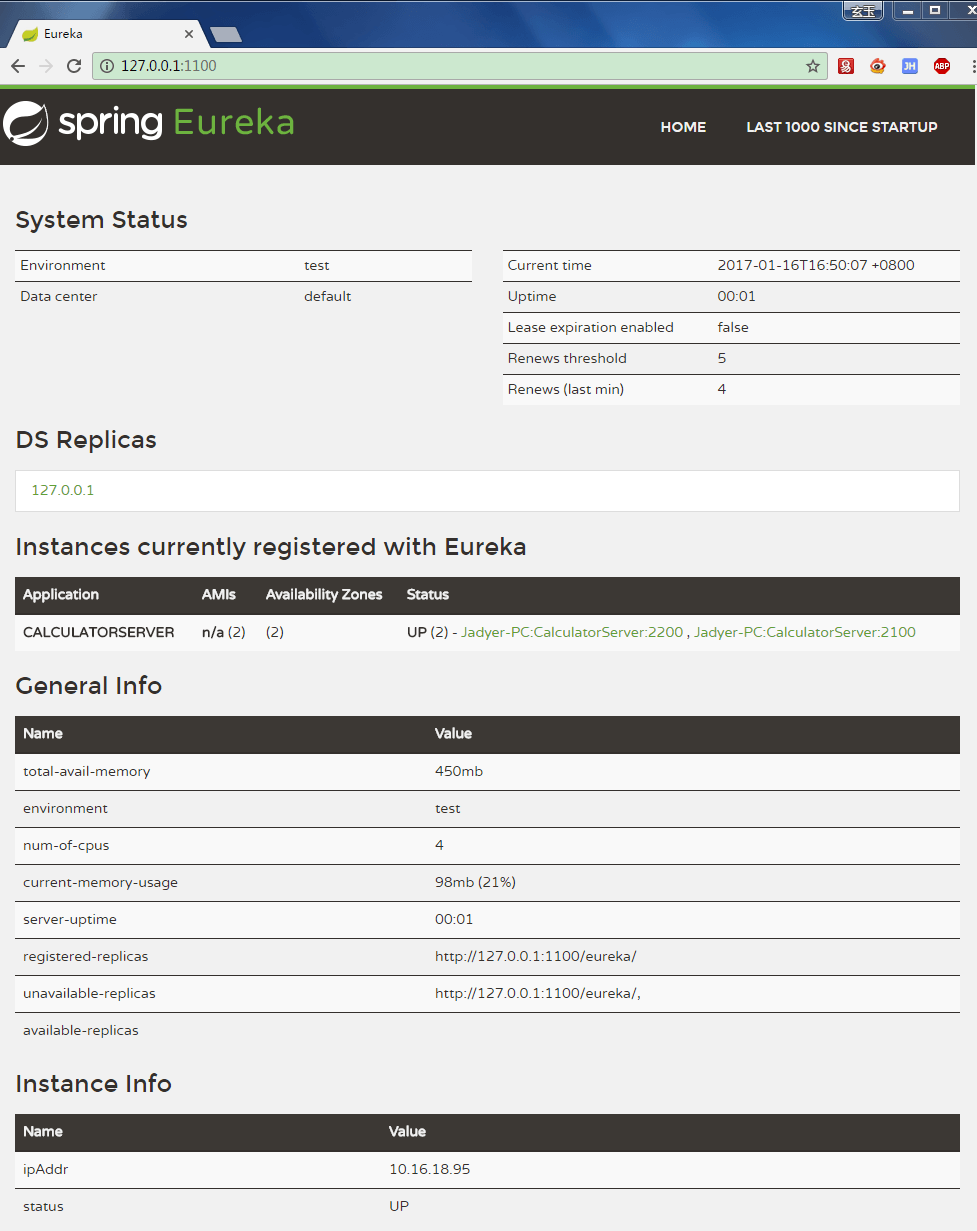 玄玉
Eureka
127.0.0.1:1100
JH
ABP
spring Eureka
HOME LAST 1000 SINCE STARTUP
System Status
Environment test
Data center default
Current time 2017-01-16T16:50:07 +0800
Uptime 00:01
Lease expiration enabled false
Renews threshold 5
Renews (last min) 4
DS Replicas
127.0.0.1
Instances currently registered with Eureka
Application AMIs Availability Zones Status
CALCULATORSERVER n/a (2) (2) UP (2) - Jadyer-PC:CalculatorServer:2200 , Jadyer-PC:CalculatorServer:2100
General Info
Name Value
total-avail-memory 450mb
environment test
num-of-cpus 4
current-memory-usage 98mb (21%)
server-uptime 00:01
registered-replicas http://127.0.0.1:1100/eureka/
unavailable-replicas http://127.0.0.1:1100/eureka/,
available-replicas
Instance Info
Name Value
ipAddr 10.16.18.95
status UP